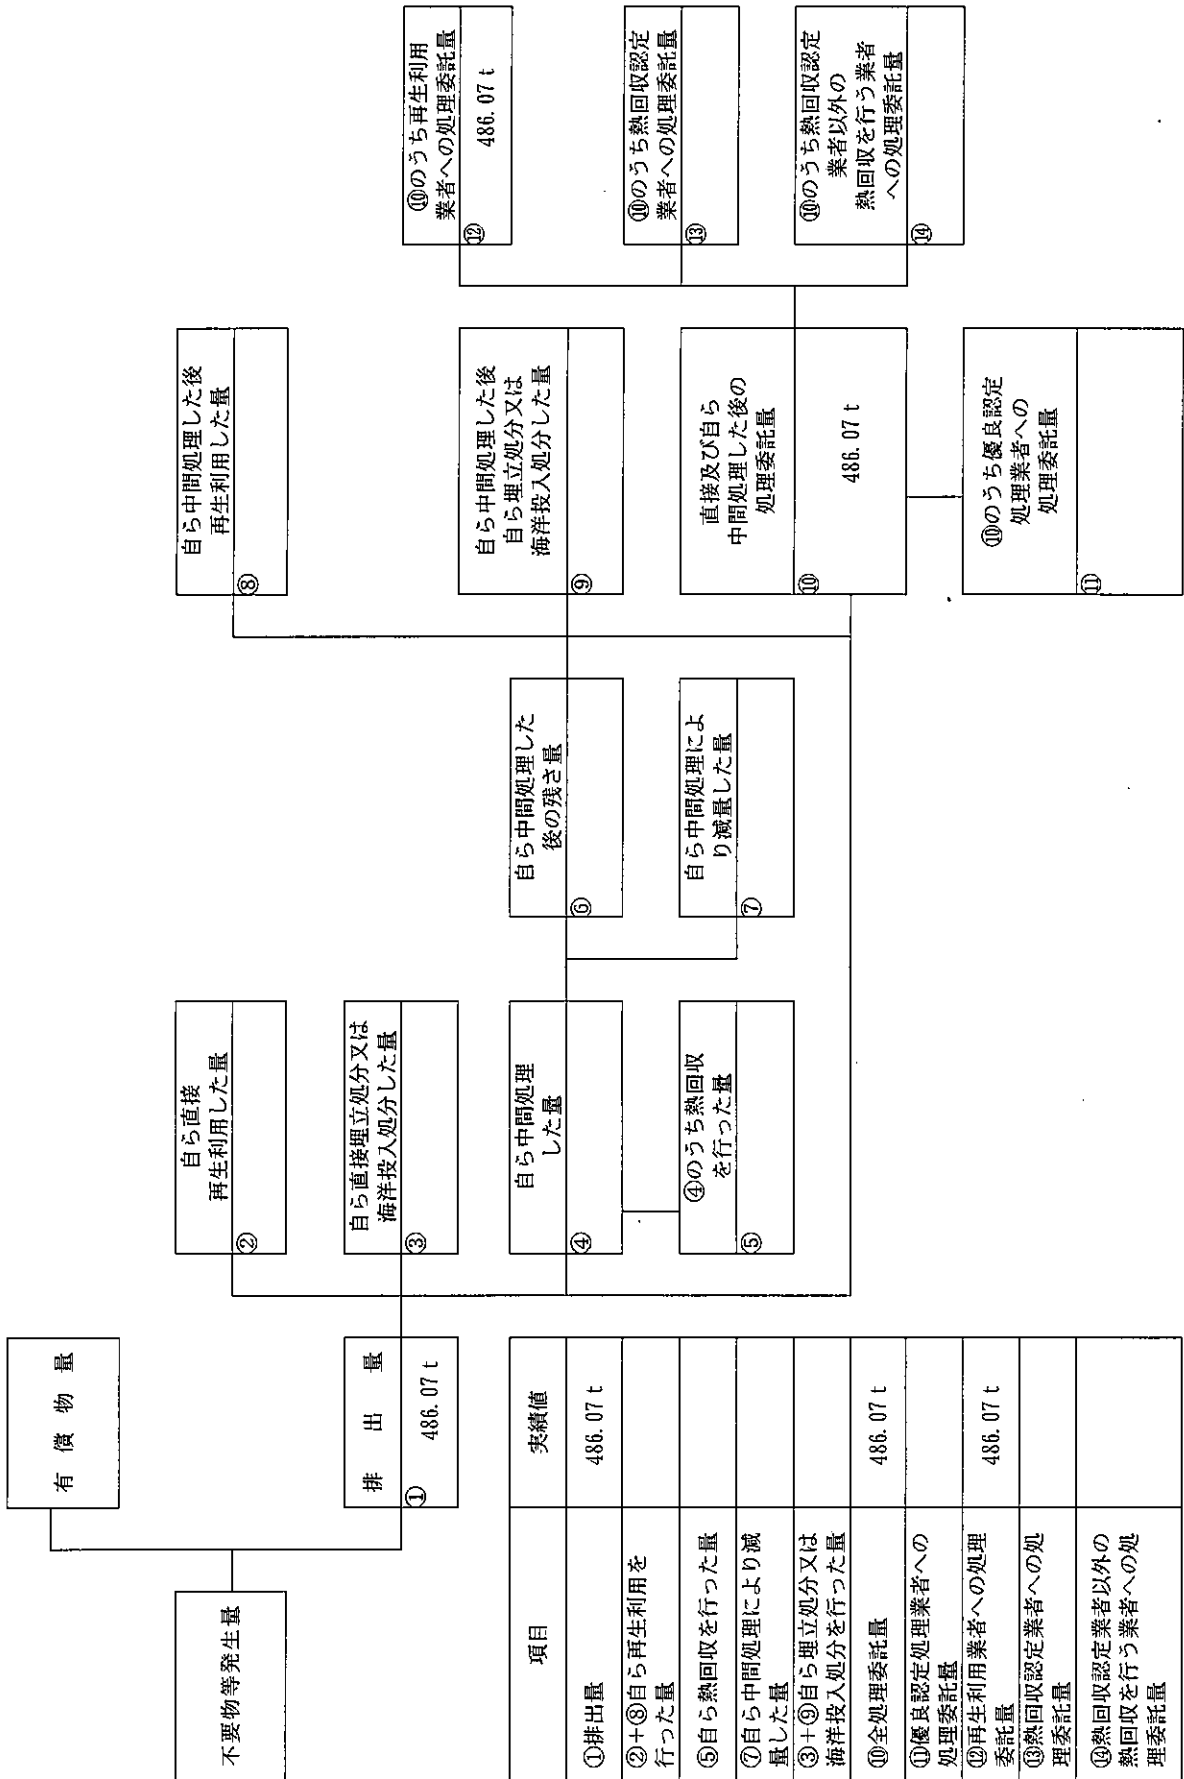 不要物等発生量
有償物量
排出量
①
486.07 t
自ら直接
再生利用した量
②
自ら直接埋立処分又は
海洋投入処分した量
③
自ら中間処理
した量
④
④のうち熱回収
を行った量
⑤
自ら中間処理した
後の残さ量
⑥
自ら中間処理によ
り減量した量
⑦
自ら中間処理した後
再生利用した量
⑧
自ら中間処理した後
自ら埋立処分又は
海洋投入処分した量
⑨
直接及び自ら
中間処理した後の
処理委託量
⑩
486.07 t
⑩のうち優良認定
処理業者への
処理委託量
⑪
⑩のうち再生利用
業者への処理委託量
⑫
486.07 t
⑩のうち熱回収認定
業者への処理委託量
⑬
⑩のうち熱回収認定
業者以外の
熱回収を行う業者
への処理委託量
⑭
項目
実績値
①排出量
486.07 t
②+⑧自ら再生利用を
行った量
⑤自ら熱回収を行った量
⑦自ら中間処理により減
量した量
③+⑨自ら埋立処分又は
海洋投入処分を行った量
⑩全処理委託量
486.07 t
⑪優良認定処理業者への
処理委託量
⑫再生利用業者への処理
委託量
486.07 t
⑬熱回収認定業者への処
理委託量
⑭熱回収認定業者以外の
熱回収を行う業者への処
理委託量